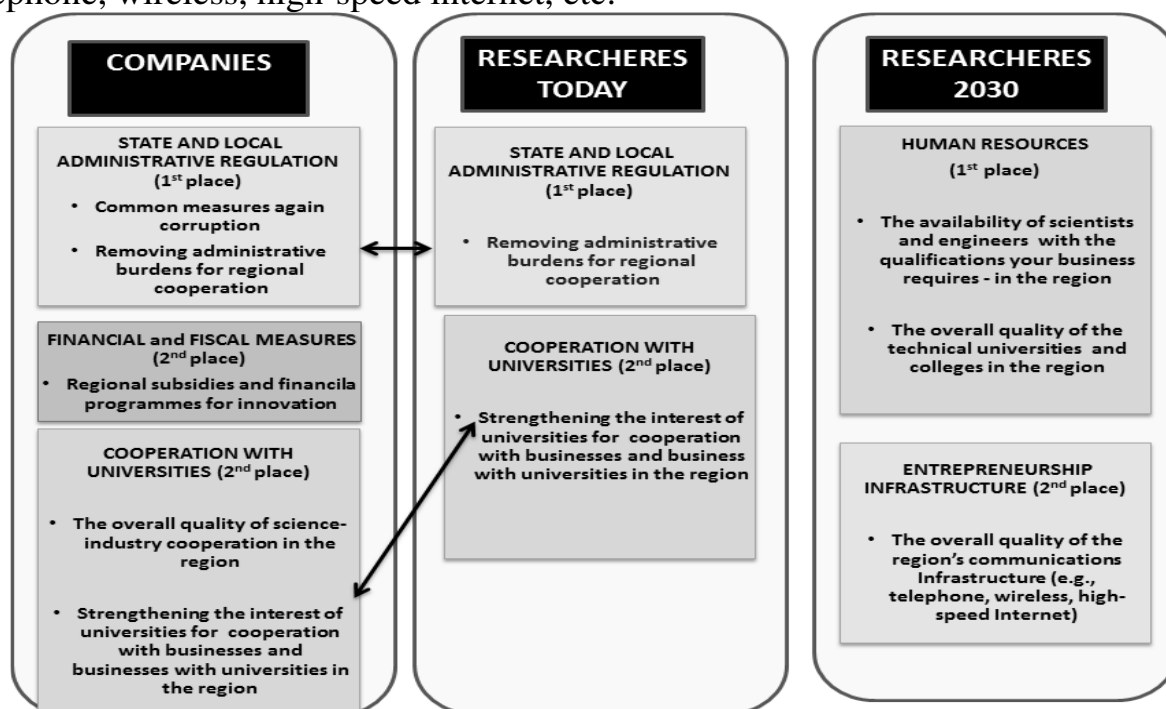 telephone, wireless, high-speed internet, etc.
COMPANIES
STATE AND LOCAL
ADMINISTRATIVE REGULATION
(1st place)
• Common measures again
corruption
• Removing administrative
burdens for regional
cooperation
FINANCIAL and FISCAL MEASURES
(2nd place)
• Regional subsidies and financila
programmes for innovation
COOPERATION WITH
UNIVERSITIES (2nd place)
• The overall quality of science-
industry cooperation in the
region
• Strengthening the interest of
universities for cooperation
with businesses and
businesses with universities in
the region
RESEARCHERES
TODAY
STATE AND LOCAL
ADMINISTRATIVE REGULATION
(1st place)
• Removing administrative
burdens for regional
cooperation
COOPERATION WITH
UNIVERSITIES (2nd place)
• Strengthening the interest of
universities for cooperation
with businesses and business
with universities in the region
RESEARCHERES
2030
HUMAN RESOURCES
(1st place)
• The availability of scientists
and engineers with the
qualifications your business
requires - in the region
• The overall quality of the
technical universities and
colleges in the region
ENTREPRENEURSHIP
INFRASTRUCTURE (2nd place)
• The overall quality of the
region's communications
Infrastructure (e.g.,
telephone, wireless, high-
speed Internet)